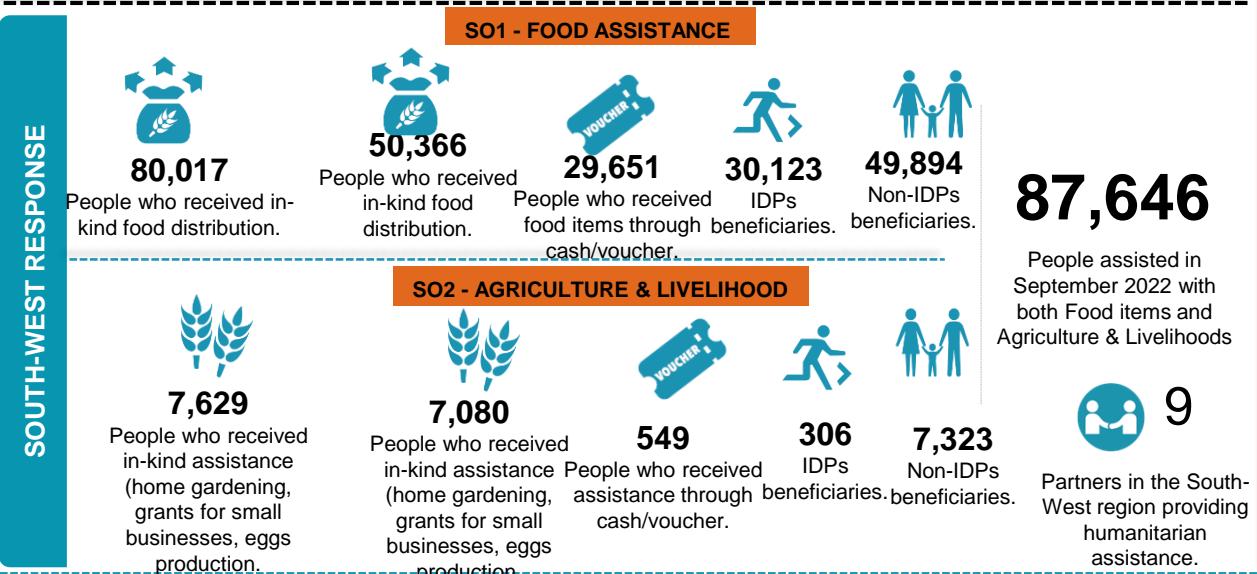 SOUTH-WEST RESPONSE
SO1 - FOOD ASSISTANCE
80,017
People who received in-
kind food distribution.
50,366
People who received
in-kind food
distribution.
VOUCHER
29,651
People who received
food items through
cash/voucher.
30,123
IDPs
beneficiaries.
49,894
Non-IDPs
beneficiaries.
SO2 - AGRICULTURE & LIVELIHOOD
7,629
People who received
in-kind assistance
(home gardening,
grants for small
businesses, eggs
production.
7,080
People who received
in-kind assistance
(home gardening,
grants for small
businesses, eggs
production
VOUCHER
549
People who received
assistance through
cash/voucher.
306
IDPs
beneficiaries.
7,323
Non-IDPs
beneficiaries.
87,646
People assisted in
September 2022 with
both Food items and
Agriculture & Livelihoods
9
Partners in the South-
West region providing
humanitarian
assistance.